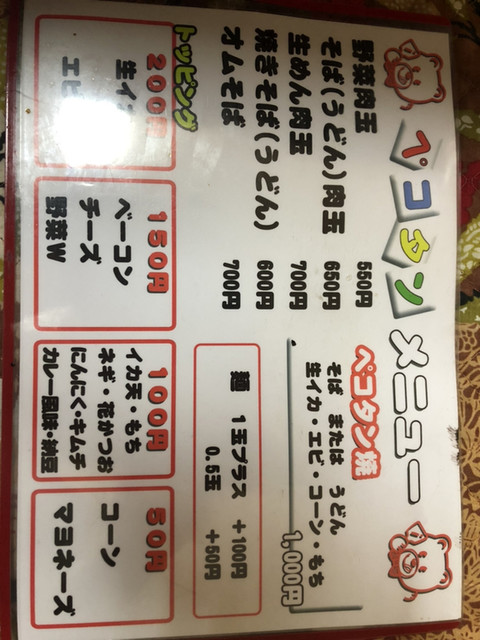 ペコタン メニュー
野菜肉玉 550円
そば(うどん)肉玉 650円
生めん肉玉 700円
焼きそば(うどん) 600円
オムそば 700円
ペコタン焼
そば または うどん
生イカ・エビ・コーン・もち
1,000円
麺 1玉プラス +100円
0.5玉 +50円
トッピング
200円
生イカ
エビ
150円
ベーコン
チーズ
野菜W
100円
イカ天・もち
ネギ・花かつお
にんにく・キムチ
カレー風味・納豆
50円
コーン
マヨネーズ